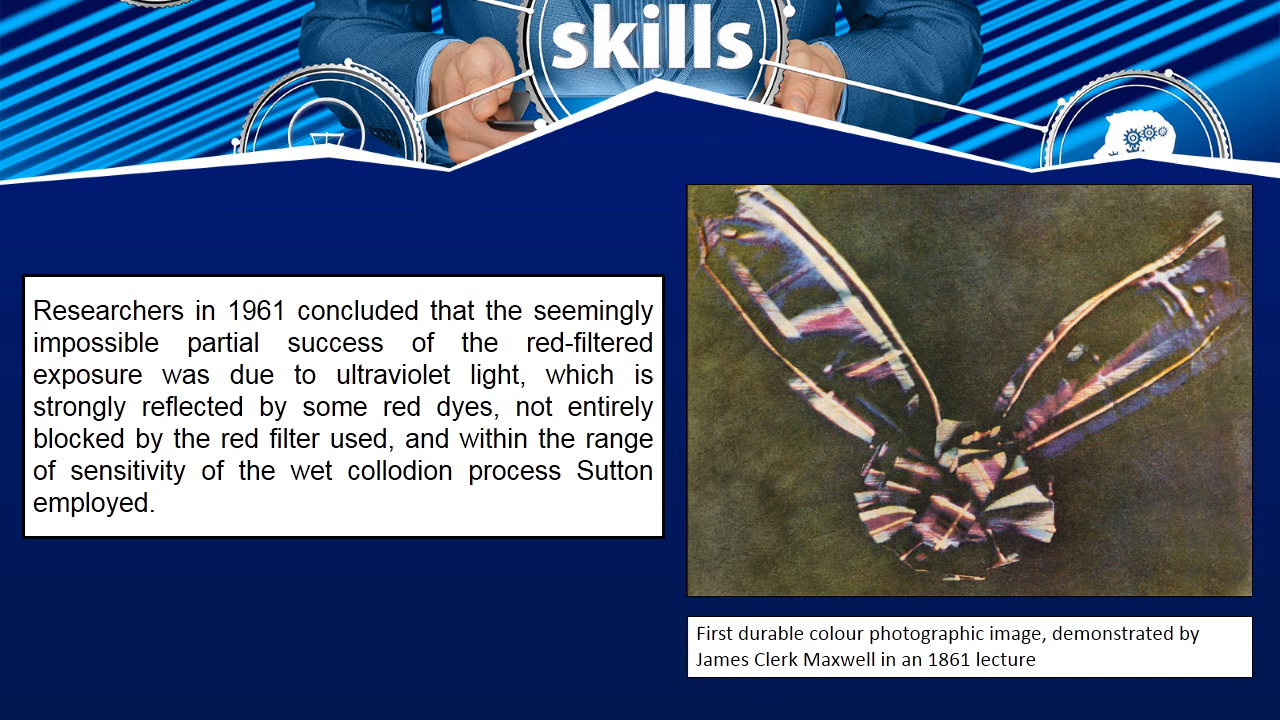 skills
Researchers in 1961 concluded that the seemingly
impossible partial success of the red-filtered
exposure was due to ultraviolet light, which is
strongly reflected by some red dyes, not entirely
blocked by the red filter used, and within the range
of sensitivity of the wet collodion process Sutton
employed.
First durable colour photographic image, demonstrated by
James Clerk Maxwell in an 1861 lecture